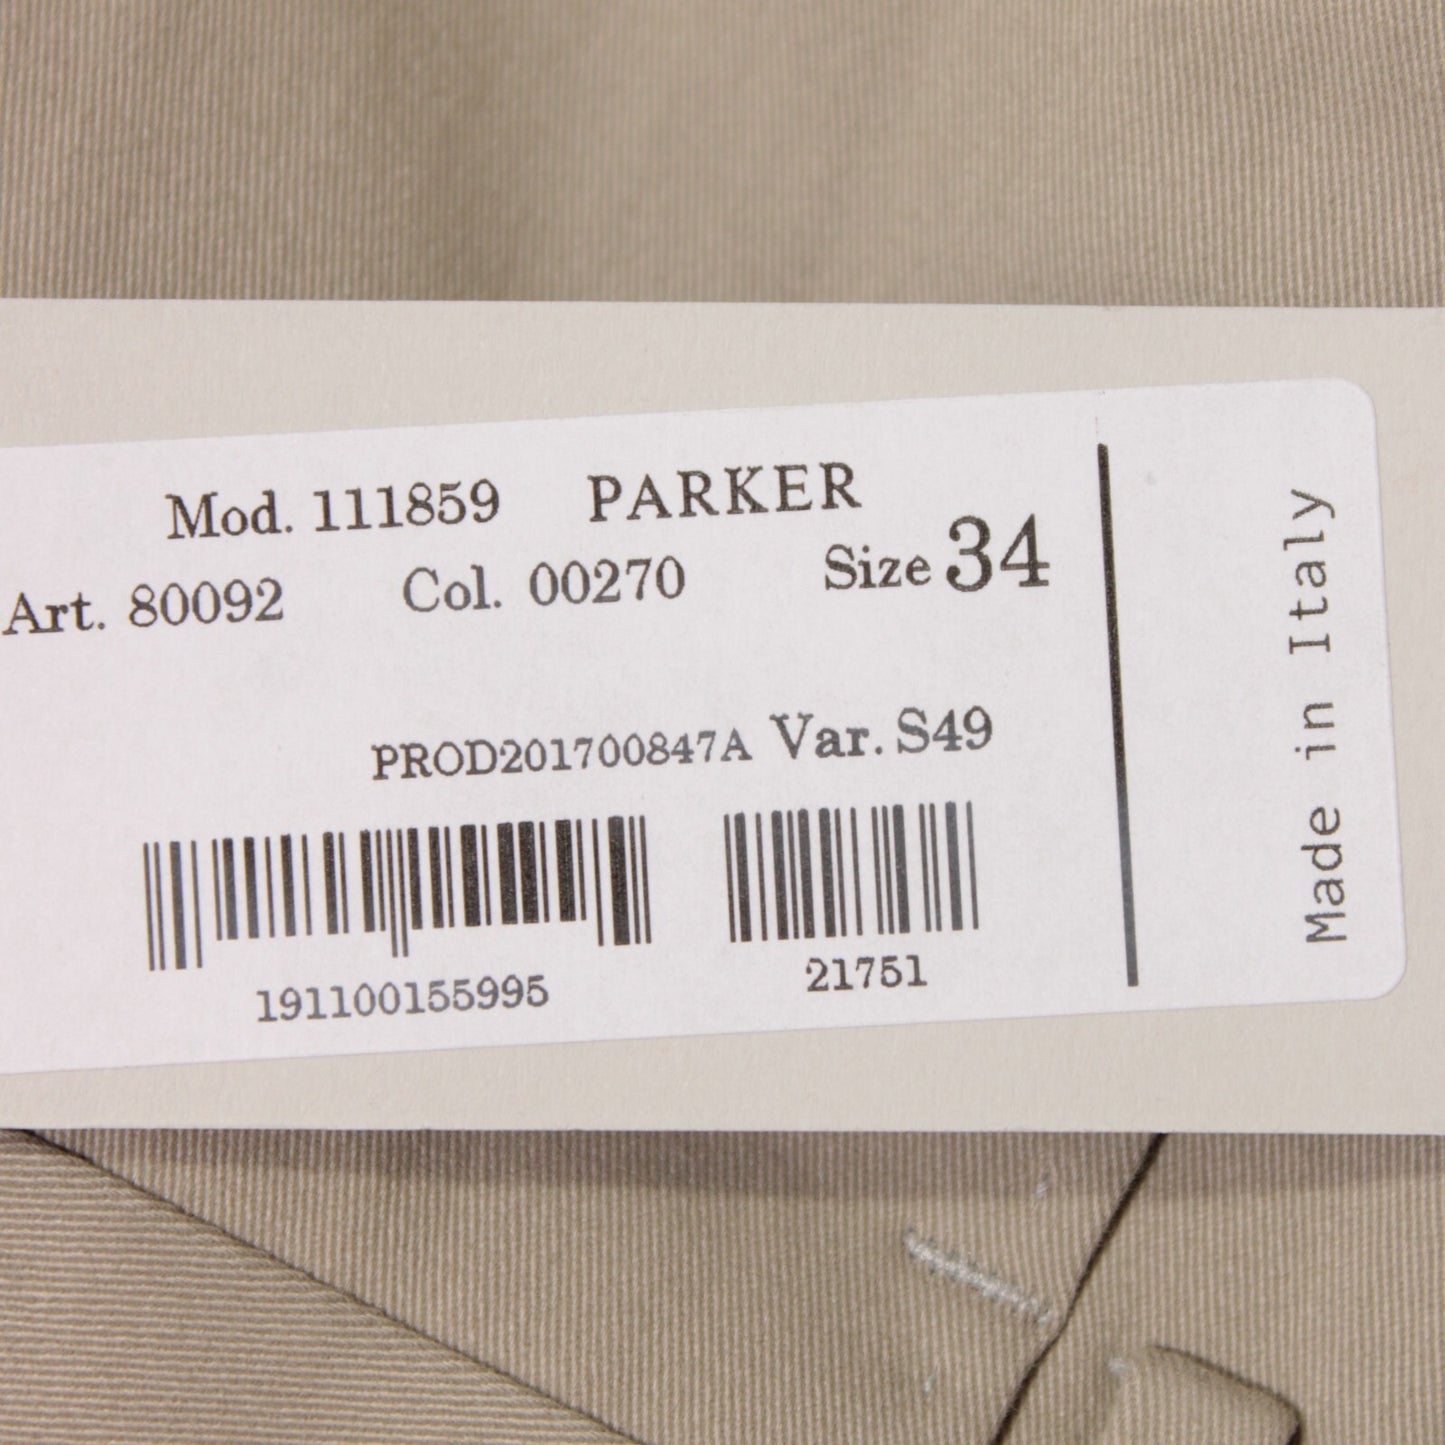 Mod. 111859 PARKER
Art. 80092 Col. 00270 Size 34
PROD201700847A Var. S49
191100155995 21751
Made in Italy